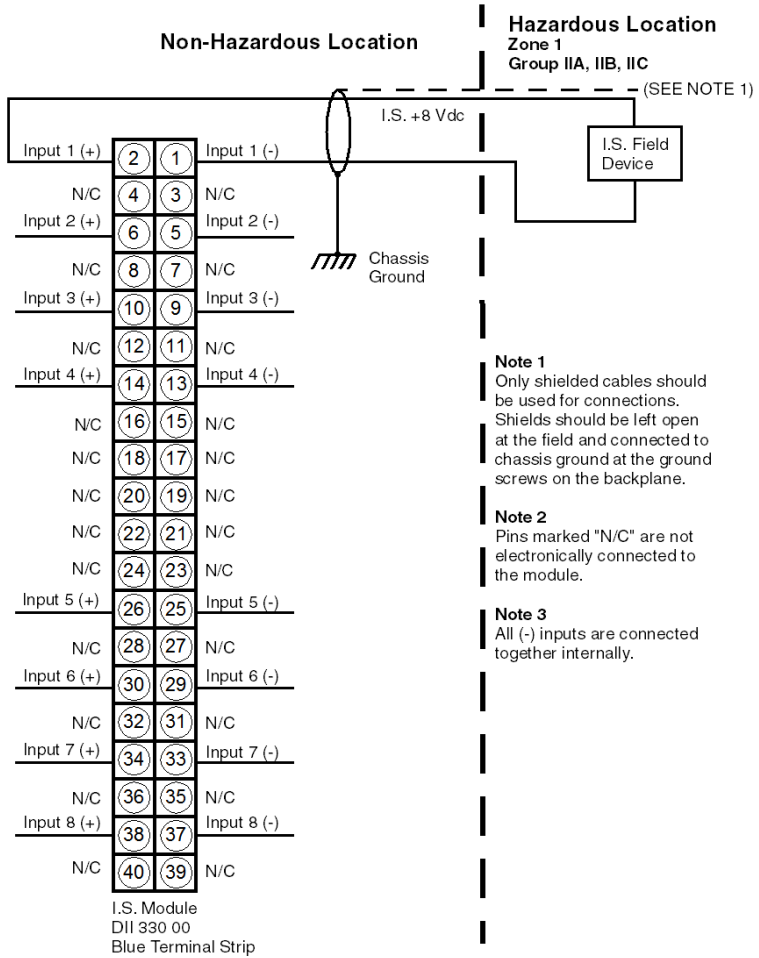 Non-Hazardous Location
Hazardous Location
Zone 1
Group IIA, IIB, IIC
(SEE NOTE 1)
I.S. +8 Vdc
I.S. Field
Device
Input 1 (+) 2 1 Input 1 (-)
N/C 4 3 N/C
Input 2 (+) 6 5 Input 2 (-)
N/C 8 7 N/C
Chassis
Ground
Input 3 (+) 10 9 Input 3 (-)
N/C 12 11 N/C
Input 4 (+) 14 13 Input 4 (-)
N/C 16 15 N/C
N/C 18 17 N/C
N/C 20 19 N/C
N/C 22 21 N/C
N/C 24 23 N/C
Input 5 (+) 26 25 Input 5 (-)
N/C 28 27 N/C
Input 6 (+) 30 29 Input 6 (-)
N/C 32 31 N/C
Input 7 (+) 34 33 Input 7 (-)
N/C 36 35 N/C
Input 8 (+) 38 37 Input 8 (-)
N/C 40 39 N/C
I.S. Module
DII 330 00
Blue Terminal Strip
Note 1
Only shielded cables should
be used for connections.
Shields should be left open
at the field and connected to
chassis ground at the ground
screws on the backplane.
Note 2
Pins marked "N/C" are not
electronically connected to
the module.
Note 3
All (-) inputs are connected
together internally.